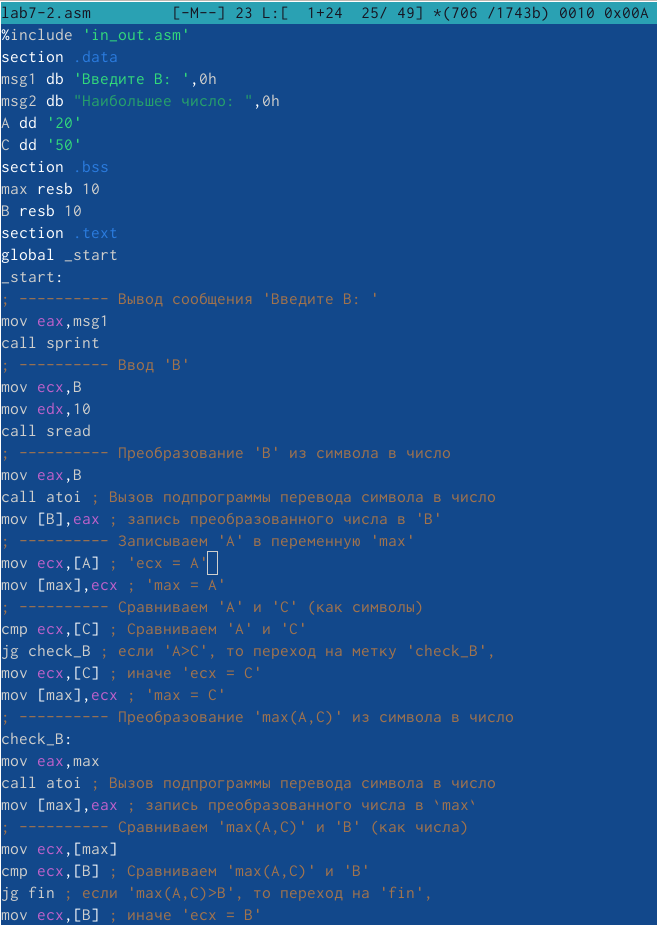 lab7-2.asm [-M--] 23 L:[ 1+24 25/ 49] *(706 /1743b) 0010 0x00A
%include 'in_out.asm'
section .data
msg1 db 'Введите B: ',0h
msg2 db "Наибольшее число: ",0h
A dd '20'
C dd '50'
section .bss
max resb 10
B resb 10
section .text
global _start
_start:
; ---------- Вывод сообщения 'Введите B: '
mov eax,msg1
call sprint
; ---------- Ввод 'B'
mov ecx,B
mov edx,10
call sread
; ---------- Преобразование 'B' из символа в число
mov eax,B
call atoi ; Вызов подпрограммы перевода символа в число
mov [B],eax ; запись преобразованного числа в 'B'
; ---------- Записываем 'A' в переменную 'max'
mov ecx,[A] ; 'ecx = A'
mov [max],ecx ; 'max = A'
; ---------- Сравниваем 'A' и 'С' (как символы)
cmp ecx,[C] ; Сравниваем 'A' и 'С'
jg check_B ; если 'A>C', то переход на метку 'check_B',
mov ecx,[C] ; иначе 'ecx = C'
mov [max],ecx ; 'max = C'
; ---------- Преобразование 'max(A,C)' из символа в число
check_B:
mov eax,max
call atoi ; Вызов подпрограммы перевода символа в число
mov [max],eax ; запись преобразованного числа в `max`
; ---------- Сравниваем 'max(A,C)' и 'B' (как числа)
mov ecx,[max]
cmp ecx,[B] ; Сравниваем 'max(A,C)' и 'B'
jg fin ; если 'max(A,C)>B', то переход на 'fin',
mov ecx,[B] ; иначе 'ecx = B'